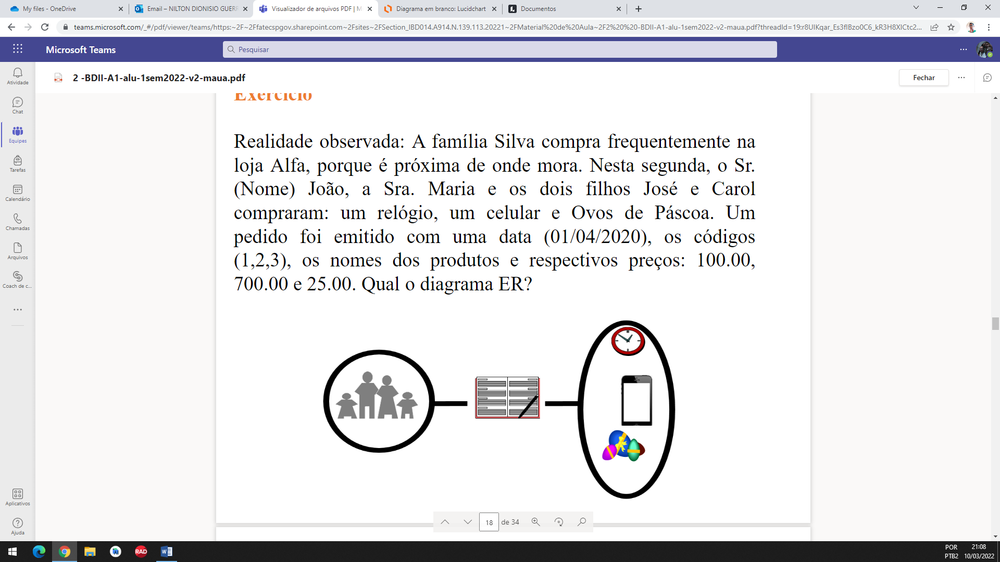 My files - OneDrive
Email – NILTON DIONISIO GUERR
Visualizador de arquivos PDF | M
Diagrama em branco: Lucidchart
Documentos
teams.microsoft.com/_#/pdf/viewer/teams/https:~2F~2Ffatecspgov.sharepoint.com~2Fsites~2FSection_IBD014.A914.N.139.113.20221~2FMaterial%20de%20Aula~2F2%20%20-BDII-A1-alu-1sem2022-v2-maua.pdf?threadId=19:r8UIKqar_Es3flBzo0C6_kR3H8XlCtc2...
Microsoft Teams
Pesquisar
2 -BDII-A1-alu-1sem2022-v2-maua.pdf
Fechar
Atividade
Chat
Equipes
Tarefas
Calendário
Chamadas
Arquivos
Coach de c...
Aplicativos
Ajuda
Exercício
Realidade observada: A família Silva compra frequentemente na
loja Alfa, porque é próxima de onde mora. Nesta segunda, o Sr.
(Nome) João, a Sra. Maria e os dois filhos José e Carol
compraram: um relógio, um celular e Ovos de Páscoa. Um
pedido foi emitido com uma data (01/04/2020), os códigos
(1,2,3), os nomes dos produtos e respectivos preços: 100.00,
700.00 e 25.00. Qual o diagrama ER?
18 de 34
RAD
POR
PTB2
21:08
10/03/2022